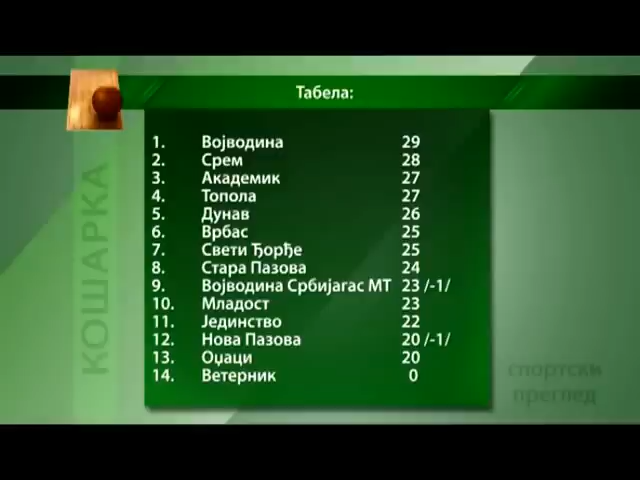 Табела:
КОШАРКА
1. Војводина 29
2. Срем 28
3. Академик 27
4. Топола 27
5. Дунав 26
6. Врбас 25
7. Свети Ђорђе 25
8. Стара Пазова 24
9. Војводина Србијагас МТ 23 /-1/
10. Младост 23
11. Јединство 22
12. Нова Пазова 20 /-1/
13. Оџаци 20
14. Ветерник 0
спортски
преглед